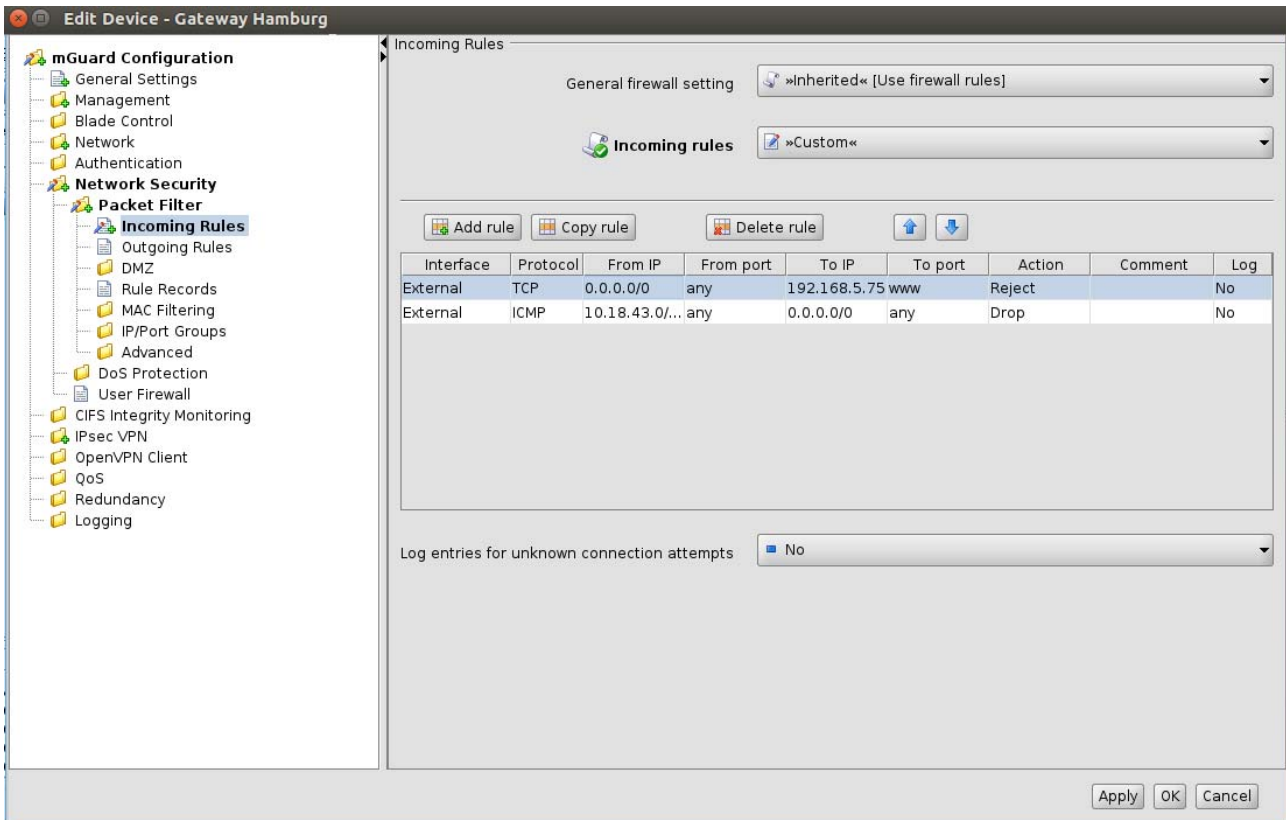 Edit Device - Gateway Hamburg
mGuard Configuration
General Settings
Management
Blade Control
Network
Authentication
Network Security
Packet Filter
Incoming Rules
Outgoing Rules
DMZ
Rule Records
MAC Filtering
IP/Port Groups
Advanced
DoS Protection
User Firewall
CIFS Integrity Monitoring
IPsec VPN
OpenVPN Client
QoS
Redundancy
Logging
Incoming Rules
General firewall setting »Inherited« [Use firewall rules]
Incoming rules »Custom«
Add rule Copy rule Delete rule
Interface Protocol From IP From port To IP To port Action Comment Log
External TCP 0.0.0.0/0 any 192.168.5.75 www Reject No
External ICMP 10.18.43.0/... any 0.0.0.0/0 any Drop No
Log entries for unknown connection attempts No
Apply OK Cancel